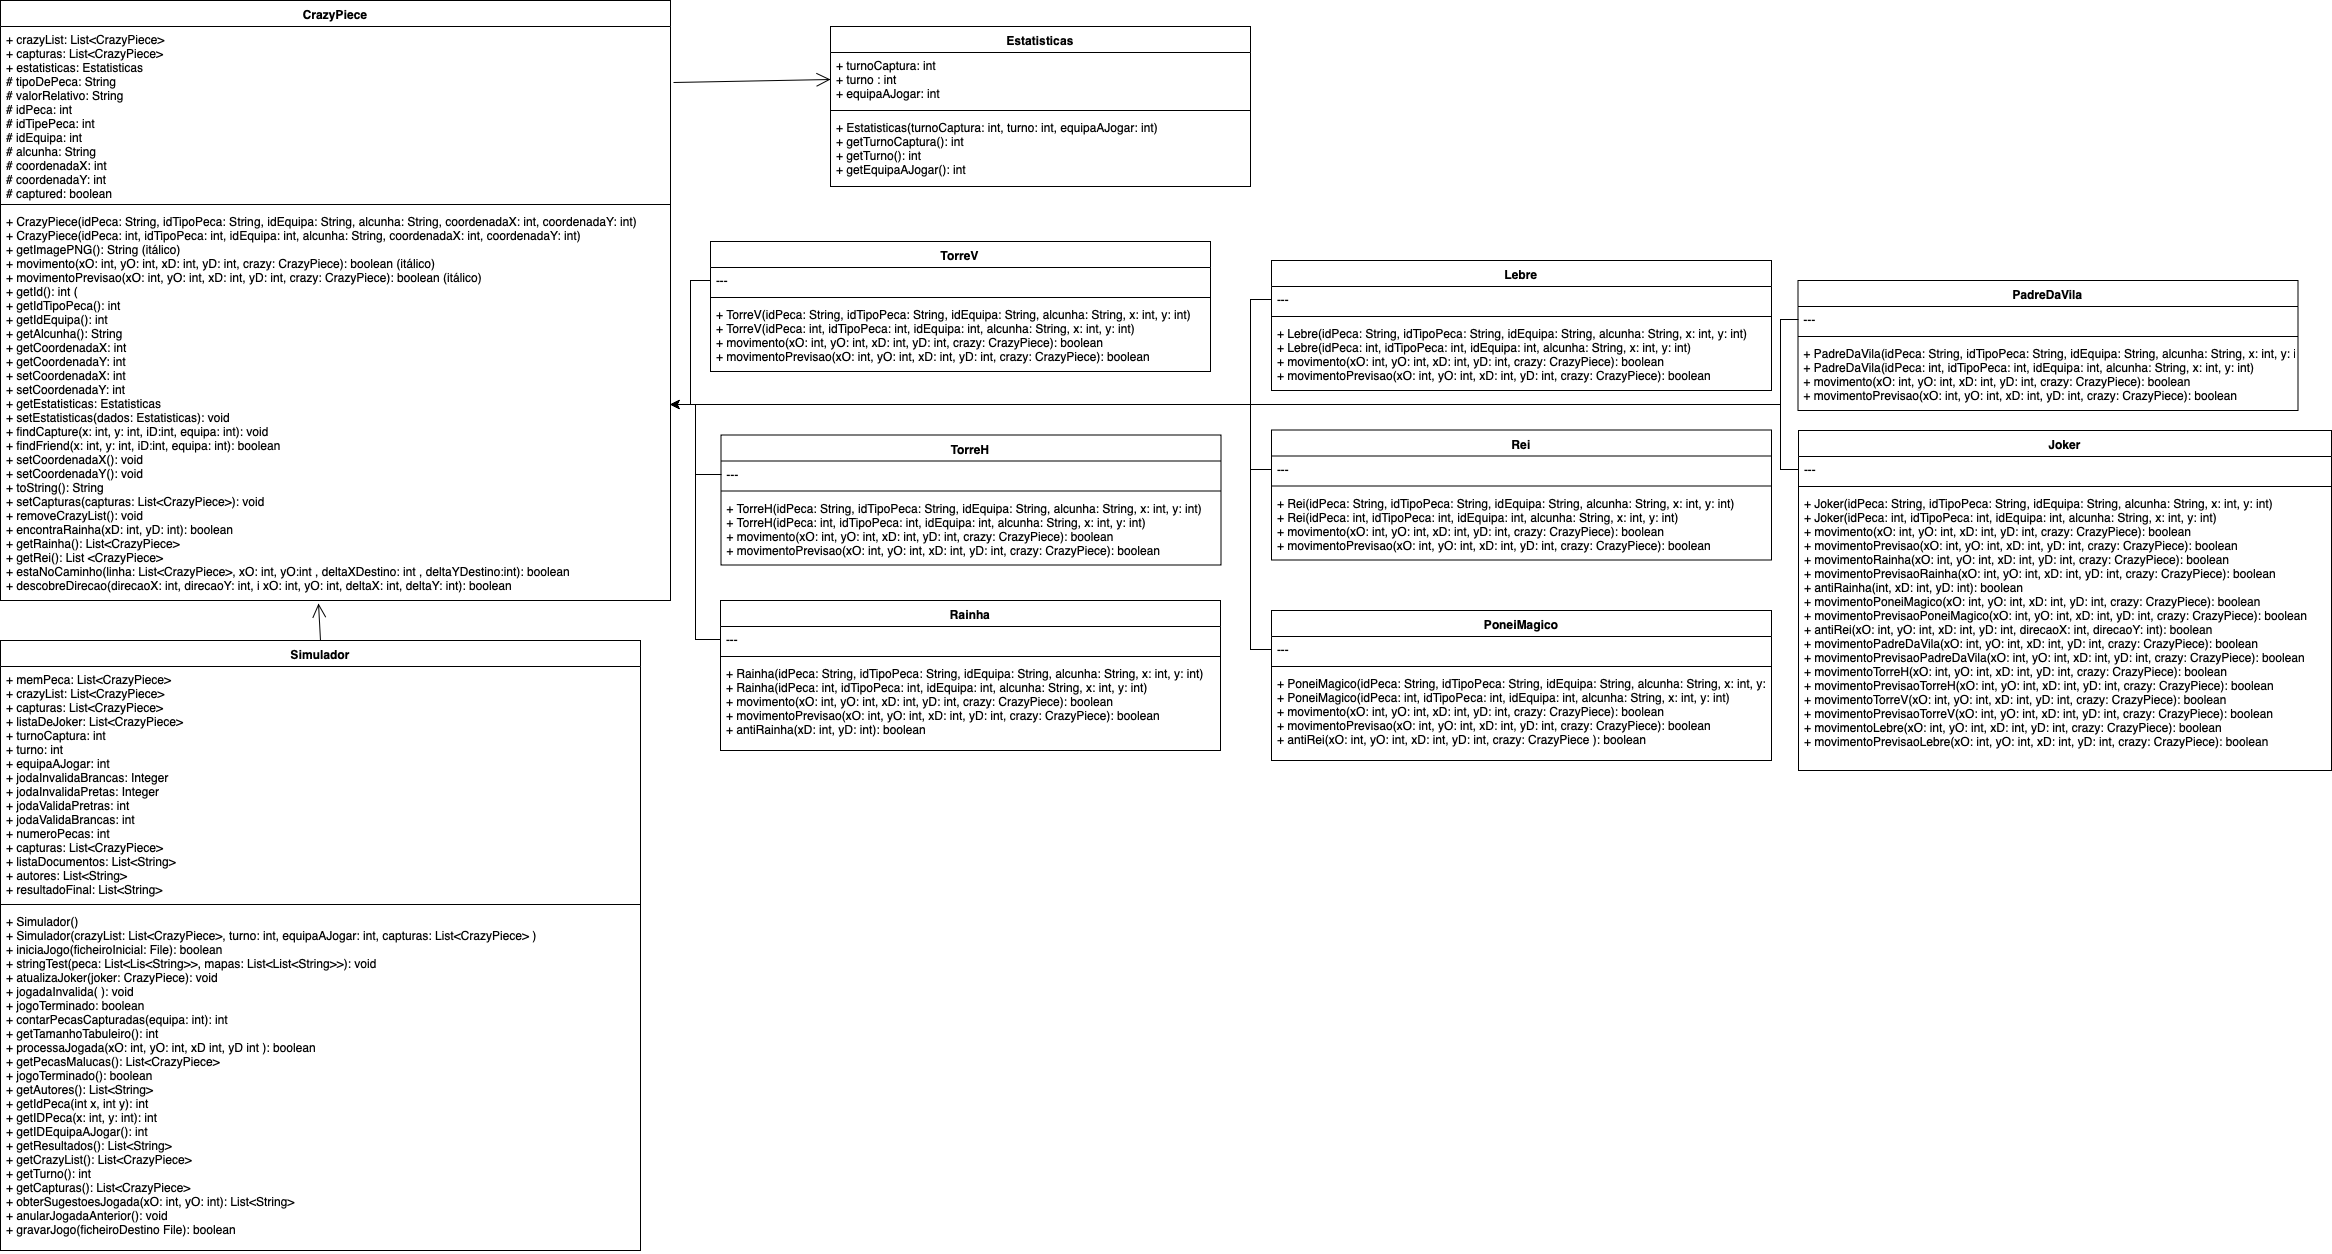 CrazyPiece
+ crazyList: List<CrazyPiece>
+ capturas: List<CrazyPiece>
+ estatisticas: Estatisticas
# tipoDePeca: String
# valorRelativo: String
# idPeca: int
# idTipePeca: int
# idEquipa: int
# alcunha: String
# coordenadaX: int
# coordenadaY: int
# captured: boolean
+ CrazyPiece(idPeca: String, idTipoPeca: String, idEquipa: String, alcunha: String, coordenadaX: int, coordenadaY: int)
+ CrazyPiece(idPeca: int, idTipoPeca: int, idEquipa: int, alcunha: String, coordenadaX: int, coordenadaY: int)
+ getImagePNG(): String (itálico)
+ movimento(xO: int, yO: int, xD: int, yD: int, crazy: CrazyPiece): boolean (itálico)
+ movimentoPrevisao(xO: int, yO: int, xD: int, yD: int, crazy: CrazyPiece): boolean (itálico)
+ getId(): int (
+ getIdTipoPeca(): int
+ getIdEquipa(): int
+ getAlcunha(): String
+ getCoordenadaX: int
+ getCoordenadaY: int
+ setCoordenadaX: int
+ setCoordenadaY: int
+ getEstatisticas: Estatisticas
+ setEstatisticas(dados: Estatisticas): void
+ findCapture(x: int, y: int, iD:int, equipa: int): void
+ findFriend(x: int, y: int, iD:int, equipa: int): boolean
+ setCoordenadaX(): void
+ setCoordenadaY(): void
+ toString(): String
+ setCapturas(capturas: List<CrazyPiece>): void
+ removeCrazyList(): void
+ encontraRainha(xD: int, yD: int): boolean
+ getRainha(): List<CrazyPiece>
+ getRei(): List <CrazyPiece>
+ estaNoCaminho(linha: List<CrazyPiece>, xO: int, yO:int , deltaXDestino: int , deltaYDestino:int): boolean
+ descobreDirecao(direcaoX: int, direcaoY: int, i xO: int, yO: int, deltaX: int, deltaY: int): boolean
Estatisticas
+ turnoCaptura: int
+ turno : int
+ equipaAJogar: int
+ Estatisticas(turnoCaptura: int, turno: int, equipaAJogar: int)
+ getTurnoCaptura(): int
+ getTurno(): int
+ getEquipaAJogar(): int
TorreV
---
+ TorreV(idPeca: String, idTipoPeca: String, idEquipa: String, alcunha: String, x: int, y: int)
+ TorreV(idPeca: int, idTipoPeca: int, idEquipa: int, alcunha: String, x: int, y: int)
+ movimento(xO: int, yO: int, xD: int, yD: int, crazy: CrazyPiece): boolean
+ movimentoPrevisao(xO: int, yO: int, xD: int, yD: int, crazy: CrazyPiece): boolean
Lebre
---
+ Lebre(idPeca: String, idTipoPeca: String, idEquipa: String, alcunha: String, x: int, y: int)
+ Lebre(idPeca: int, idTipoPeca: int, idEquipa: int, alcunha: String, x: int, y: int)
+ movimento(xO: int, yO: int, xD: int, yD: int, crazy: CrazyPiece): boolean
+ movimentoPrevisao(xO: int, yO: int, xD: int, yD: int, crazy: CrazyPiece): boolean
PadreDaVila
---
+ PadreDaVila(idPeca: String, idTipoPeca: String, idEquipa: String, alcunha: String, x: int, y: i
+ PadreDaVila(idPeca: int, idTipoPeca: int, idEquipa: int, alcunha: String, x: int, y: int)
+ movimento(xO: int, yO: int, xD: int, yD: int, crazy: CrazyPiece): boolean
+ movimentoPrevisao(xO: int, yO: int, xD: int, yD: int, crazy: CrazyPiece): boolean
TorreH
---
+ TorreH(idPeca: String, idTipoPeca: String, idEquipa: String, alcunha: String, x: int, y: int)
+ TorreH(idPeca: int, idTipoPeca: int, idEquipa: int, alcunha: String, x: int, y: int)
+ movimento(xO: int, yO: int, xD: int, yD: int, crazy: CrazyPiece): boolean
+ movimentoPrevisao(xO: int, yO: int, xD: int, yD: int, crazy: CrazyPiece): boolean
Rei
---
+ Rei(idPeca: String, idTipoPeca: String, idEquipa: String, alcunha: String, x: int, y: int)
+ Rei(idPeca: int, idTipoPeca: int, idEquipa: int, alcunha: String, x: int, y: int)
+ movimento(xO: int, yO: int, xD: int, yD: int, crazy: CrazyPiece): boolean
+ movimentoPrevisao(xO: int, yO: int, xD: int, yD: int, crazy: CrazyPiece): boolean
Joker
---
+ Joker(idPeca: String, idTipoPeca: String, idEquipa: String, alcunha: String, x: int, y: int)
+ Joker(idPeca: int, idTipoPeca: int, idEquipa: int, alcunha: String, x: int, y: int)
+ movimento(xO: int, yO: int, xD: int, yD: int, crazy: CrazyPiece): boolean
+ movimentoPrevisao(xO: int, yO: int, xD: int, yD: int, crazy: CrazyPiece): boolean
+ movimentoRainha(xO: int, yO: int, xD: int, yD: int, crazy: CrazyPiece): boolean
+ movimentoPrevisaoRainha(xO: int, yO: int, xD: int, yD: int, crazy: CrazyPiece): boolean
+ antiRainha(int, xD: int, yD: int): boolean
+ movimentoPoneiMagico(xO: int, yO: int, xD: int, yD: int, crazy: CrazyPiece): boolean
+ movimentoPrevisaoPoneiMagico(xO: int, yO: int, xD: int, yD: int, crazy: CrazyPiece): boolean
+ antiRei(xO: int, yO: int, xD: int, yD: int, direcaoX: int, direcaoY: int): boolean
+ movimentoPadreDaVila(xO: int, yO: int, xD: int, yD: int, crazy: CrazyPiece): boolean
+ movimentoPrevisaoPadreDaVila(xO: int, yO: int, xD: int, yD: int, crazy: CrazyPiece): boolean
+ movimentoTorreH(xO: int, yO: int, xD: int, yD: int, crazy: CrazyPiece): boolean
+ movimentoPrevisaoTorreH(xO: int, yO: int, xD: int, yD: int, crazy: CrazyPiece): boolean
+ movimentoTorreV(xO: int, yO: int, xD: int, yD: int, crazy: CrazyPiece): boolean
+ movimentoPrevisaoTorreV(xO: int, yO: int, xD: int, yD: int, crazy: CrazyPiece): boolean
+ movimentoLebre(xO: int, yO: int, xD: int, yD: int, crazy: CrazyPiece): boolean
+ movimentoPrevisaoLebre(xO: int, yO: int, xD: int, yD: int, crazy: CrazyPiece): boolean
Rainha
---
+ Rainha(idPeca: String, idTipoPeca: String, idEquipa: String, alcunha: String, x: int, y: int)
+ Rainha(idPeca: int, idTipoPeca: int, idEquipa: int, alcunha: String, x: int, y: int)
+ movimento(xO: int, yO: int, xD: int, yD: int, crazy: CrazyPiece): boolean
+ movimentoPrevisao(xO: int, yO: int, xD: int, yD: int, crazy: CrazyPiece): boolean
+ antiRainha(xD: int, yD: int): boolean
PoneiMagico
---
+ PoneiMagico(idPeca: String, idTipoPeca: String, idEquipa: String, alcunha: String, x: int, y:
+ PoneiMagico(idPeca: int, idTipoPeca: int, idEquipa: int, alcunha: String, x: int, y: int)
+ movimento(xO: int, yO: int, xD: int, yD: int, crazy: CrazyPiece): boolean
+ movimentoPrevisao(xO: int, yO: int, xD: int, yD: int, crazy: CrazyPiece): boolean
+ antiRei(xO: int, yO: int, xD: int, yD: int, crazy: CrazyPiece ): boolean
Simulador
+ memPeca: List<CrazyPiece>
+ crazyList: List<CrazyPiece>
+ capturas: List<CrazyPiece>
+ listaDeJoker: List<CrazyPiece>
+ turnoCaptura: int
+ turno: int
+ equipaAJogar: int
+ jodaInvalidaBrancas: Integer
+ jodaInvalidaPretas: Integer
+ jodaValidaPretras: int
+ jodaValidaBrancas: int
+ numeroPecas: int
+ capturas: List<CrazyPiece>
+ listaDocumentos: List<String>
+ autores: List<String>
+ resultadoFinal: List<String>
+ Simulador()
+ Simulador(crazyList: List<CrazyPiece>, turno: int, equipaAJogar: int, capturas: List<CrazyPiece> )
+ iniciaJogo(ficheiroInicial: File): boolean
+ stringTest(peca: List<Lis<String>>, mapas: List<List<String>>): void
+ atualizaJoker(joker: CrazyPiece): void
+ jogadaInvalida( ): void
+ jogoTerminado: boolean
+ contarPecasCapturadas(equipa: int): int
+ getTamanhoTabuleiro(): int
+ processaJogada(xO: int, yO: int, xD int, yD int ): boolean
+ getPecasMalucas(): List<CrazyPiece>
+ jogoTerminado(): boolean
+ getAutores(): List<String>
+ getIdPeca(int x, int y): int
+ getIDPeca(x: int, y: int): int
+ getIDEquipaAJogar(): int
+ getResultados(): List<String>
+ getCrazyList(): List<CrazyPiece>
+ getTurno(): int
+ getCapturas(): List<CrazyPiece>
+ obterSugestoesJogada(xO: int, yO: int): List<String>
+ anularJogadaAnterior(): void
+ gravarJogo(ficheiroDestino File): boolean